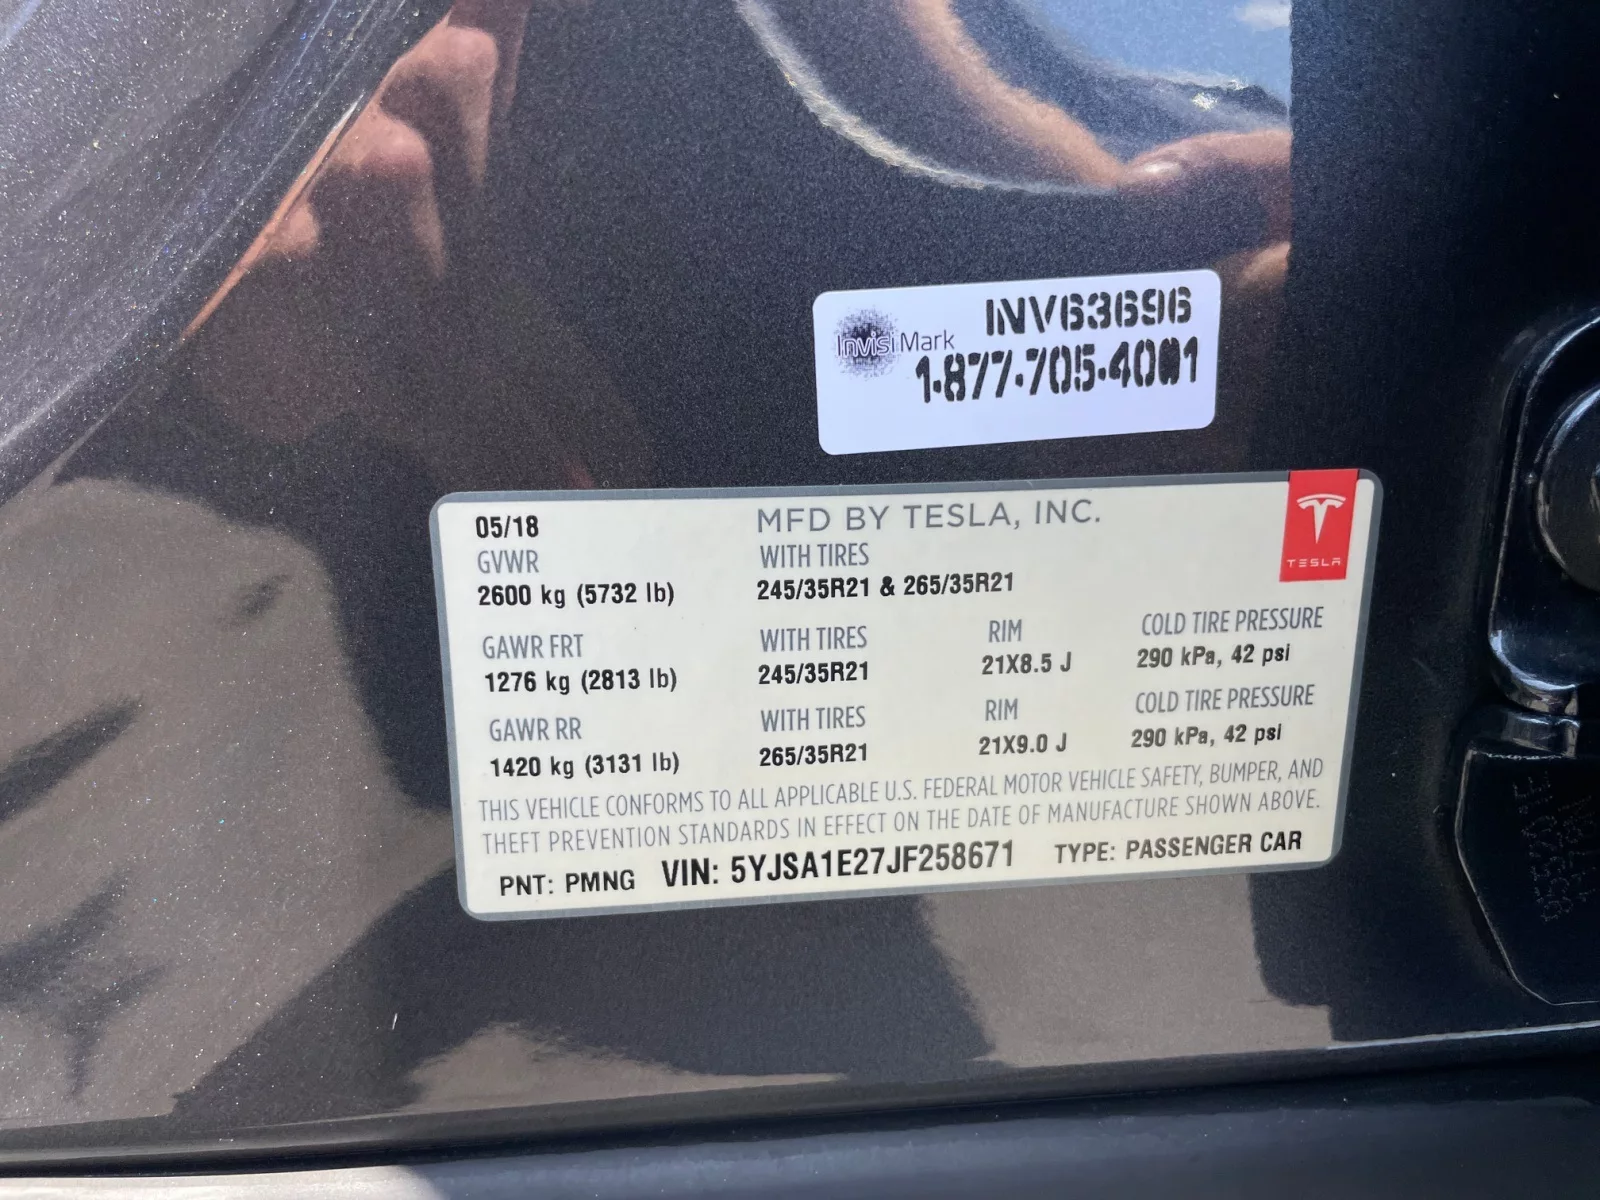 INV63696
InvisiMark
1-877-705-4001
05/18 MFD BY TESLA, INC.
TESLA
GVWR WITH TIRES
2600 kg (5732 lb) 245/35R21 & 265/35R21
GAWR FRT WITH TIRES RIM COLD TIRE PRESSURE
1276 kg (2813 lb) 245/35R21 21X8.5 J 290 kPa, 42 psi
GAWR RR WITH TIRES RIM COLD TIRE PRESSURE
1420 kg (3131 lb) 265/35R21 21X9.0 J 290 kPa, 42 psi
THIS VEHICLE CONFORMS TO ALL APPLICABLE U.S. FEDERAL MOTOR VEHICLE SAFETY, BUMPER, AND
THEFT PREVENTION STANDARDS IN EFFECT ON THE DATE OF MANUFACTURE SHOWN ABOVE.
PNT: PMNG VIN: 5YJSA1E27JF258671 TYPE: PASSENGER CAR